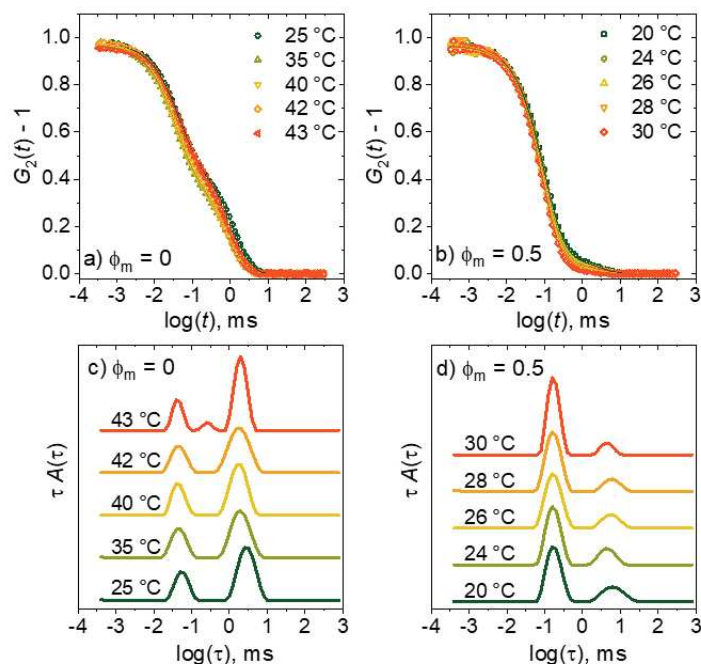 1.0
0.8
0.6
0.4
0.2
0.0
G₂(t) - 1
25 °C
35 °C
40 °C
42 °C
43 °C
a) ϕₘ = 0
-4 -3 -2 -1 0 1 2 3
log(t), ms
1.0
0.8
0.6
0.4
0.2
0.0
G₂(t) - 1
20 °C
24 °C
26 °C
28 °C
30 °C
b) ϕₘ = 0.5
-4 -3 -2 -1 0 1 2 3
log(t), ms
c) ϕₘ = 0
τ A(τ)
43 °C
42 °C
40 °C
35 °C
25 °C
-4 -3 -2 -1 0 1 2 3
log(τ), ms
d) ϕₘ = 0.5
τ A(τ)
30 °C
28 °C
26 °C
24 °C
20 °C
-4 -3 -2 -1 0 1 2 3
log(τ), ms